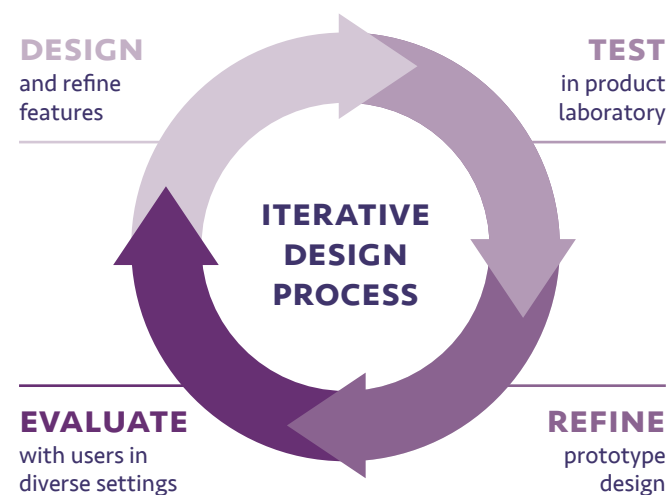 DESIGN
and refine
features
TEST
in product
laboratory
ITERATIVE
DESIGN
PROCESS
EVALUATE
with users in
diverse settings
REFINE
prototype
design